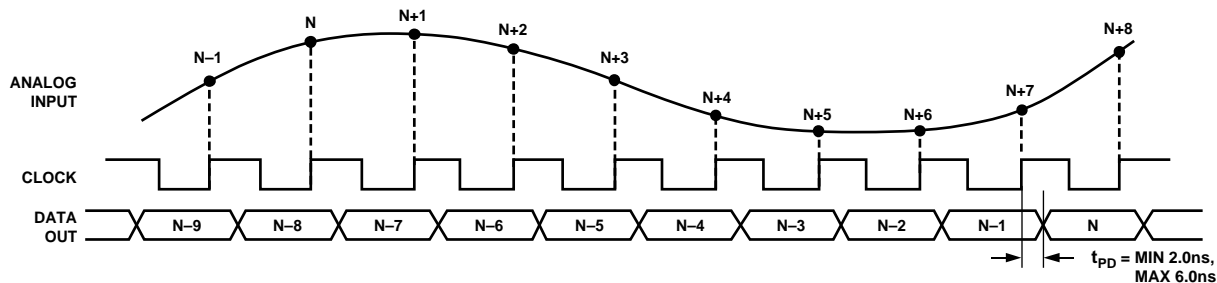 N–1
N
N+1
N+2
N+3
N+4
N+5
N+6
N+7
N+8
ANALOG
INPUT
CLOCK
DATA
OUT
N–9
N–8
N–7
N–6
N–5
N–4
N–3
N–2
N–1
N
tPD = MIN 2.0ns,
MAX 6.0ns